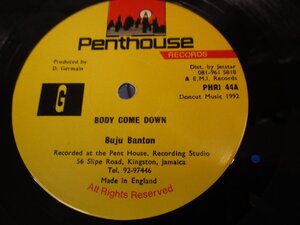 Penthouse
RECORDS
Produced by
D. Germain
Dist. by Jetstar
081-961 5818
& E.M.I. Records
PHRI 44A
Doncut Music 1992
G
BODY COME DOWN
Buju Banton
Recorded at the Pent House, Recording Studio
56 Slipe Road, Kingston, Jamaica
Tel. 92-97446
Made in England
All Rights Reserved